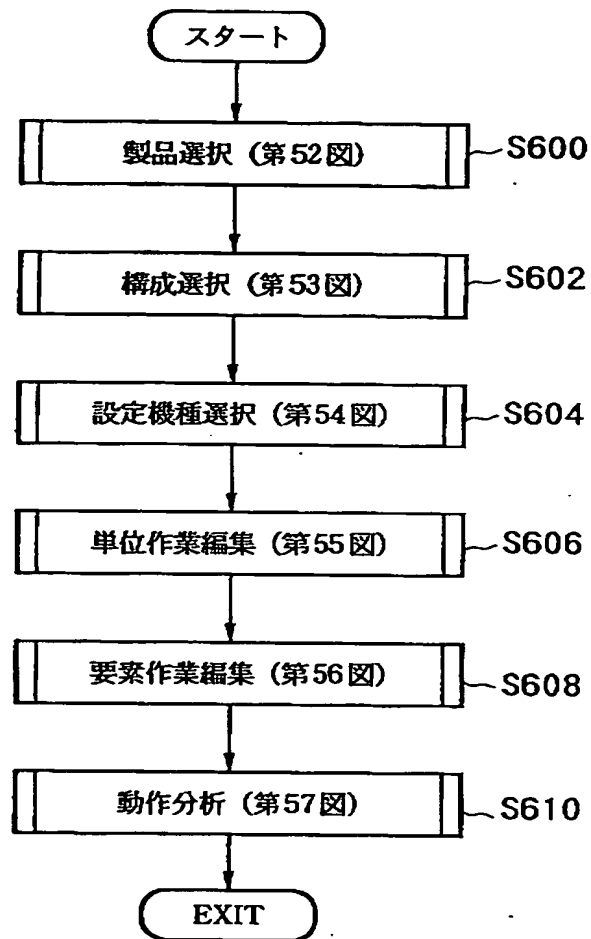 スタート
製品選択 (第52図) S600
構成選択 (第53図) S602
設定機種選択 (第54図) S604
単位作業編集 (第55図) S606
要素作業編集 (第56図) S608
動作分析 (第57図) S610
EXIT